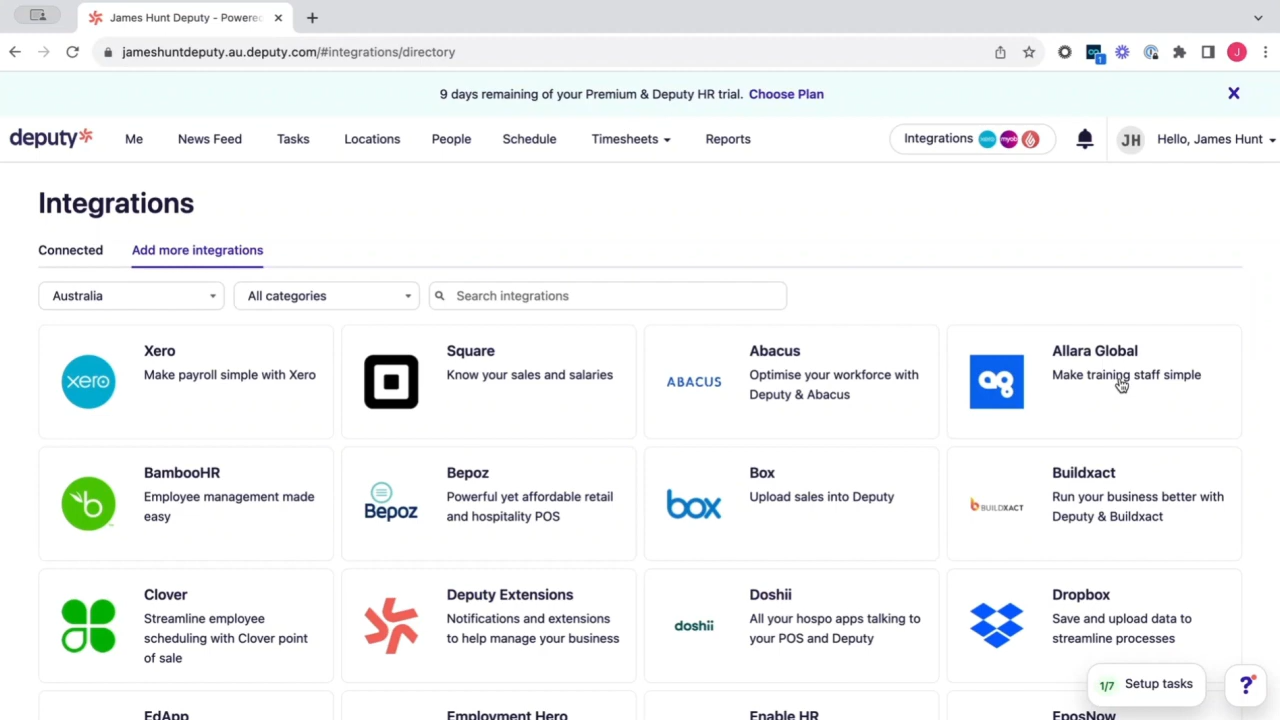 James Hunt Deputy - Powered
jameshuntdeputy.au.deputy.com/#integrations/directory
1
J
9 days remaining of your Premium & Deputy HR trial. Choose Plan
deputy
Me
News Feed
Tasks
Locations
People
Schedule
Timesheets
Reports
Integrations
xero
myob
JH
Hello, James Hunt
Integrations
Connected
Add more integrations
Australia
All categories
Search integrations
xero
Xero
Make payroll simple with Xero
Square
Know your sales and salaries
ABACUS
Abacus
Optimise your workforce with
Deputy & Abacus
Allara Global
Make training staff simple
BambooHR
Employee management made
easy
Bepoz
Bepoz
Powerful yet affordable retail
and hospitality POS
box
Box
Upload sales into Deputy
BUILDXACT
Buildxact
Run your business better with
Deputy & Buildxact
Clover
Streamline employee
scheduling with Clover point
of sale
Deputy Extensions
Notifications and extensions
to help manage your business
doshii
Doshii
All your hospo apps talking to
your POS and Deputy
Dropbox
Save and upload data to
streamline processes
1/7 Setup tasks
?
EdApp
Employment Hero
Enable HR
EposNow